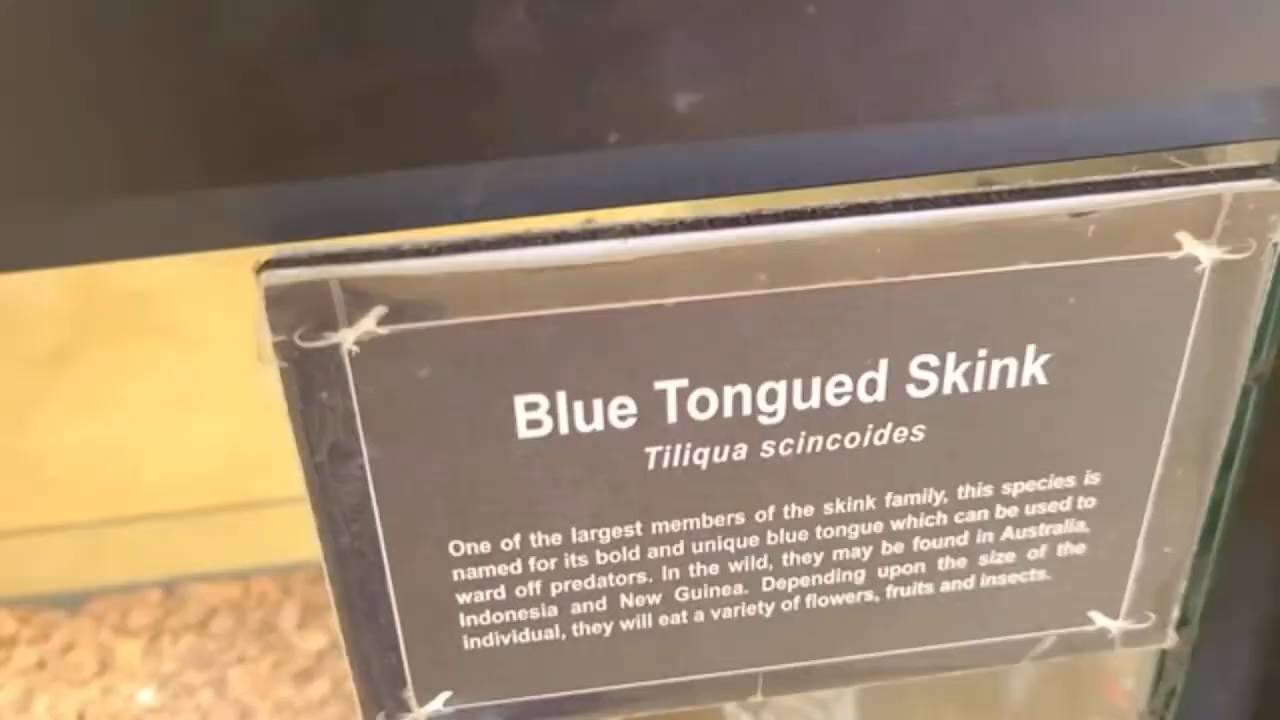 Blue Tongued Skink
Tiliqua scincoides
One of the largest members of the skink family, this species is
named for its bold and unique blue tongue which can be used to
ward off predators. In the wild, they may be found in Australia,
Indonesia and New Guinea. Depending upon the size of the
individual, they will eat a variety of flowers, fruits and insects.